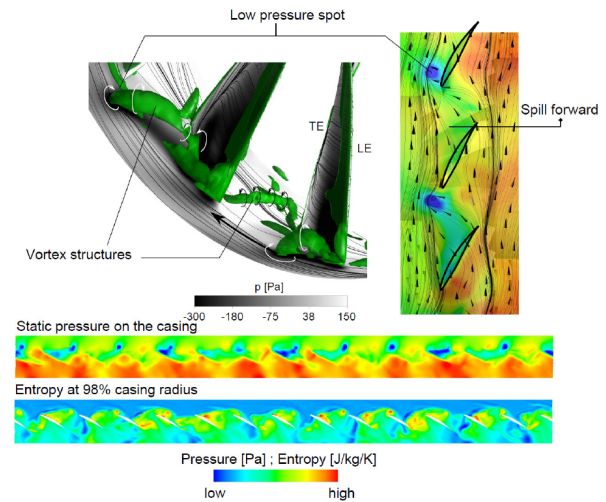 Low pressure spot
Spill forward
TE
LE
Vortex structures
p [Pa]
-300 -180 -75 38 150
Static pressure on the casing
Entropy at 98% casing radius
Pressure [Pa] ; Entropy [J/kg/K]
low high